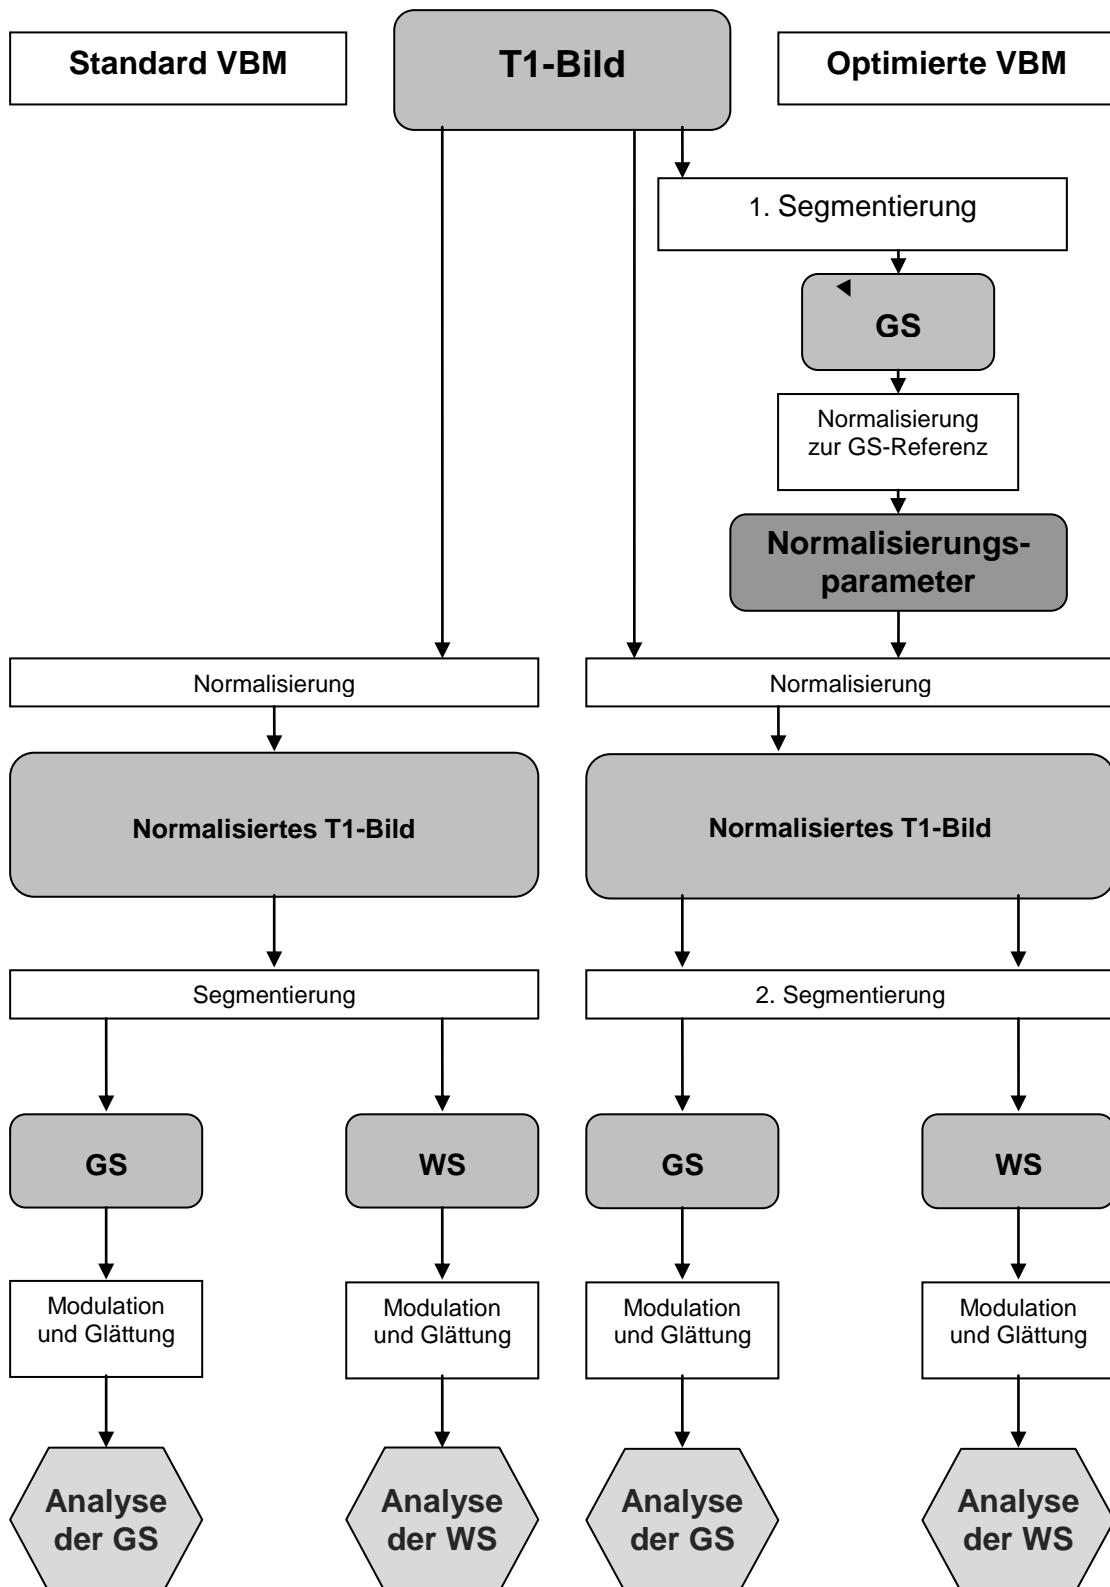 Standard VBM
T1-Bild
Optimierte VBM
1. Segmentierung
GS
Normalisierung
zur GS-Referenz
Normalisierungs-
parameter
Normalisierung
Normalisierung
Normalisiertes T1-Bild
Normalisiertes T1-Bild
Segmentierung
2. Segmentierung
GS
WS
GS
WS
Modulation
und Glättung
Modulation
und Glättung
Modulation
und Glättung
Modulation
und Glättung
Analyse
der GS
Analyse
der WS
Analyse
der GS
Analyse
der WS